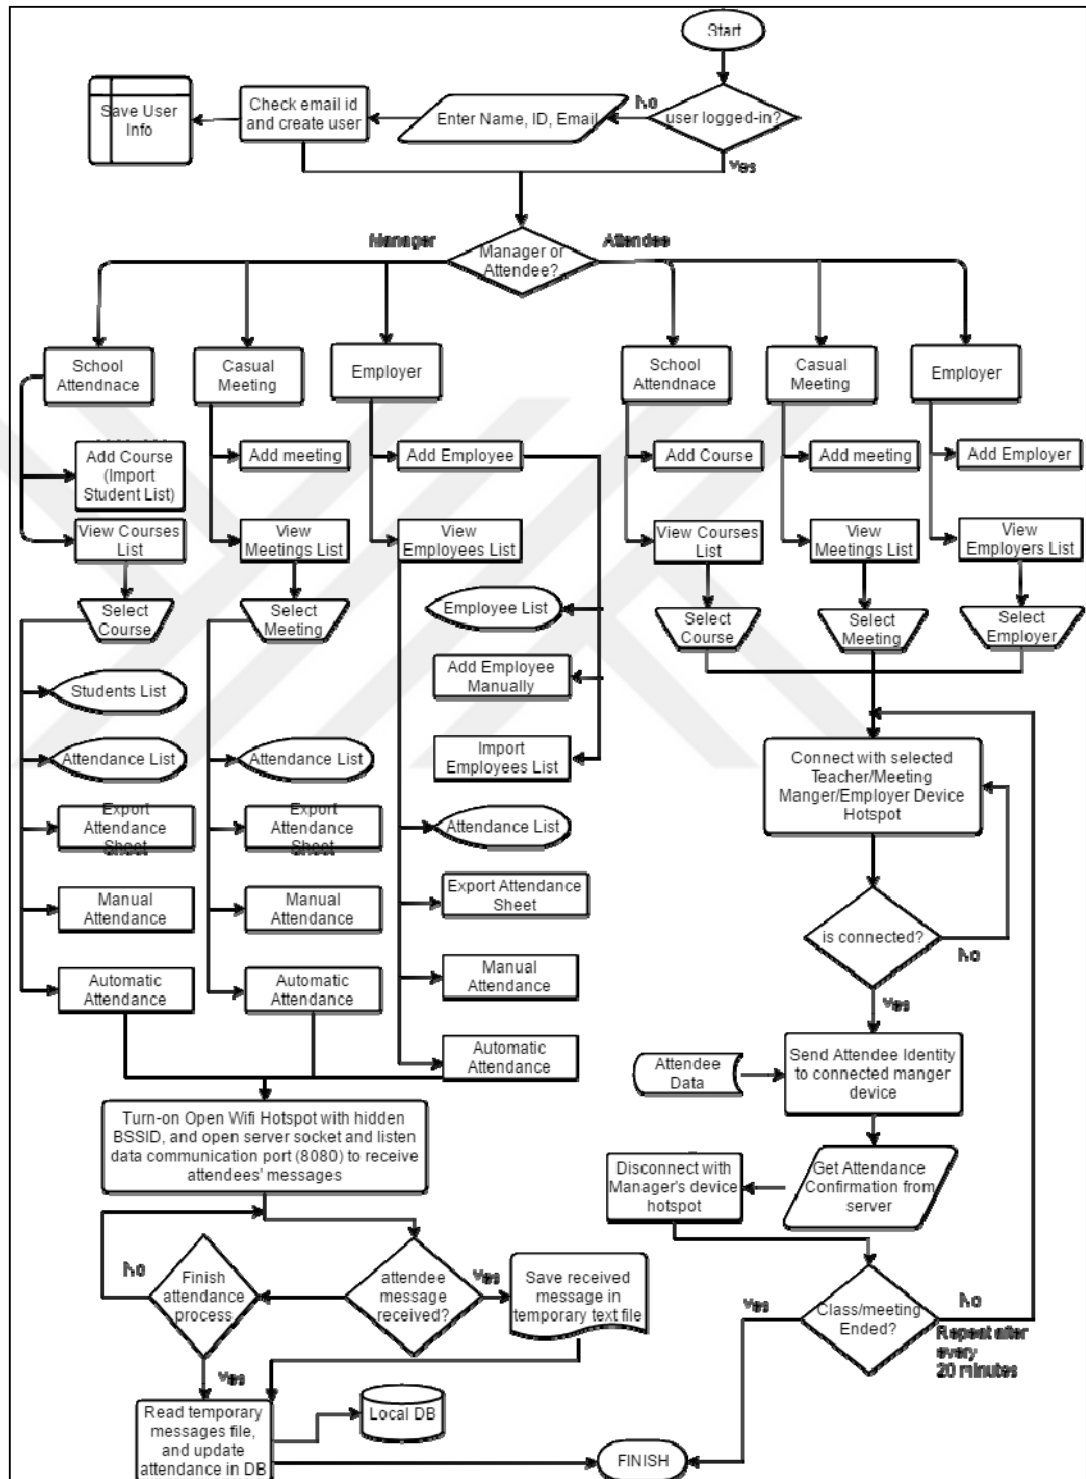 Start
user logged-in?
No
Yes
Enter Name, ID, Email
Check email id
and create user
Save User
Info
Manager or
Attendee?
Manager
Attendee
School
Attendnace
Casual
Meeting
Employer
School
Attendnace
Casual
Meeting
Employer
Add Course
(Import
Student List)
Add meeting
Add Employee
Add Course
Add meeting
Add Employer
View Courses
List
View
Meetings List
View
Employees List
View Courses
List
View
Meetings List
View
Employers List
Select
Course
Select
Meeting
Employee List
Select
Course
Select
Meeting
Select
Employer
Students List
Add Employee
Manually
Attendance List
Attendance List
Import
Employees List
Connect with selected
Teacher/Meeting
Manger/Employer Device
Hotspot
Export
Attendance
Sheet
Export
Attendance
Sheet
Attendance List
Manual
Attendance
Manual
Attendance
Export Attendance
Sheet
is connected?
No
Yes
Automatic
Attendance
Automatic
Attendance
Manual
Attendance
Automatic
Attendance
Attendee
Data
Send Attendee Identity
to connected manger
device
Turn-on Open Wifi Hotspot with hidden
BSSID, and open server socket and listen
data communication port (8080) to receive
attendees' messages
Disconnect with
Manager's device
hotspot
Get Attendance
Confirmation from
server
No
Finish
attendance
process
attendee
message
received?
Yes
Save received
message in
temporary text file
Yes
Class/meeting
Ended?
No
Repeat after
every
20 minutes
Yes
Read temporary
messages file,
and update
attendance in DB
Local DB
FINISH